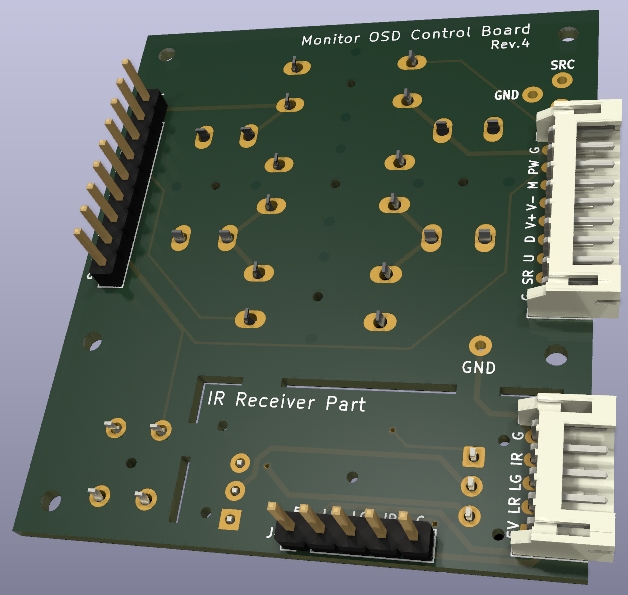 Monitor OSD Control Board
Rev.4
SRC
GND
G
PW
M
V-
V+
D
U
SR
G
GND
IR Receiver Part
G
IR
LG
LR
5V
J